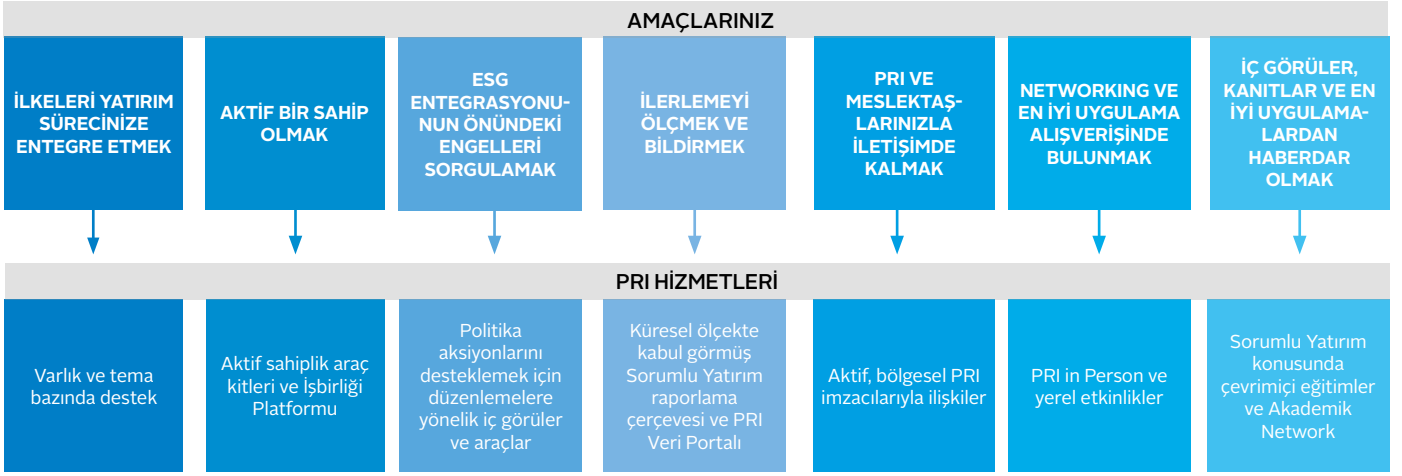 AMAÇLARINIZ
İLKELERİ YATIRIM
SÜRECİNİZE
ENTEGRE ETMEK
AKTİF BİR SAHİP
OLMAK
ESG
ENTEGRASYONU-
NUN ÖNÜNDEKİ
ENGELLERİ
SORGULAMAK
İLERLEMEYİ
ÖLÇMEK VE
BİLDİRMEK
PRI VE
MESLEKTAŞ-
LARINIZLA
İLETİŞİMDE
KALMAK
NETWORKING VE
EN İYİ UYGULAMA
ALIŞVERİŞİNDE
BULUNMAK
İÇ GÖRÜLER,
KANITLAR VE EN
İYİ UYGULAMA-
LARDAN
HABERDAR
OLMAK
PRI HİZMETLERİ
Varlık ve tema
bazında destek
Aktif sahiplik araç
kitleri ve İşbirliği
Platformu
Politika
aksiyonlarını
desteklemek için
düzenlemelere
yönelik iç görüler
ve araçlar
Küresel ölçekte
kabul görmüş
Sorumlu Yatırım
raporlama
çerçevesi ve PRI
Veri Portalı
Aktif, bölgesel PRI
imzacılarıyla ilişkiler
PRI in Person ve
yerel etkinlikler
Sorumlu Yatırım
konusunda
çevrimiçi eğitimler
ve Akademik
Network